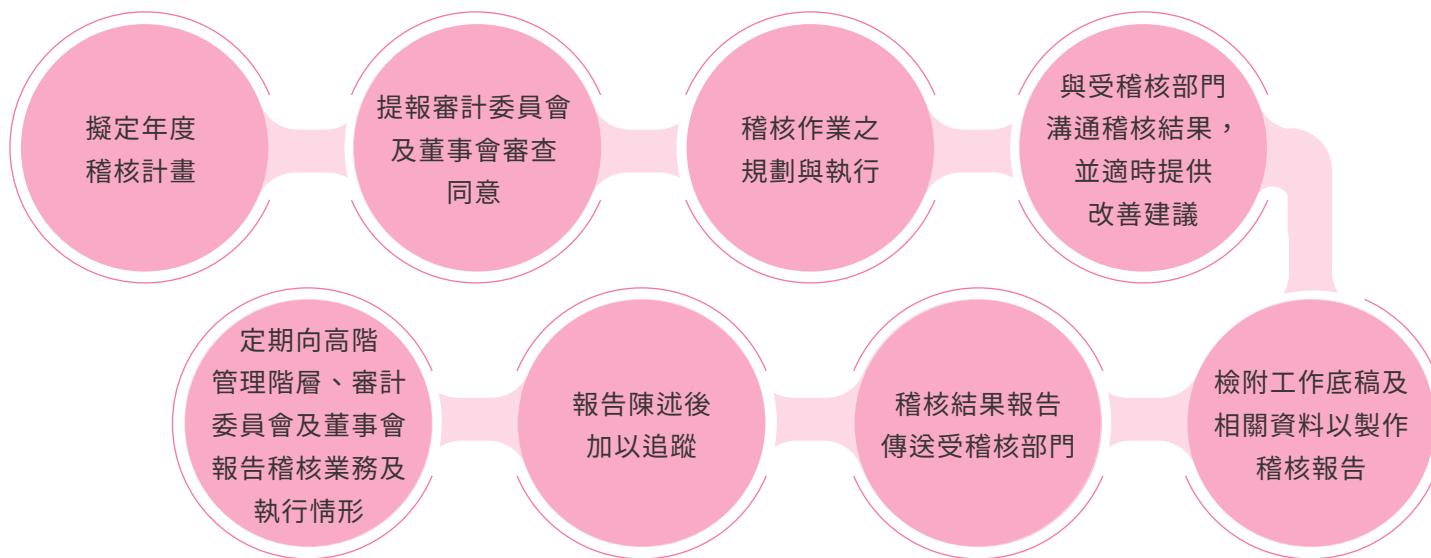 擬定年度
稽核計畫
提報審計委員會
及董事會審查
同意
稽核作業之
規劃與執行
與受稽核部門
溝通稽核結果，
並適時提供
改善建議
檢附工作底稿及
相關資料以製作
稽核報告
稽核結果報告
傳送受稽核部門
報告陳述後
加以追蹤
定期向高階
管理階層、審計
委員會及董事會
報告稽核業務及
執行情形